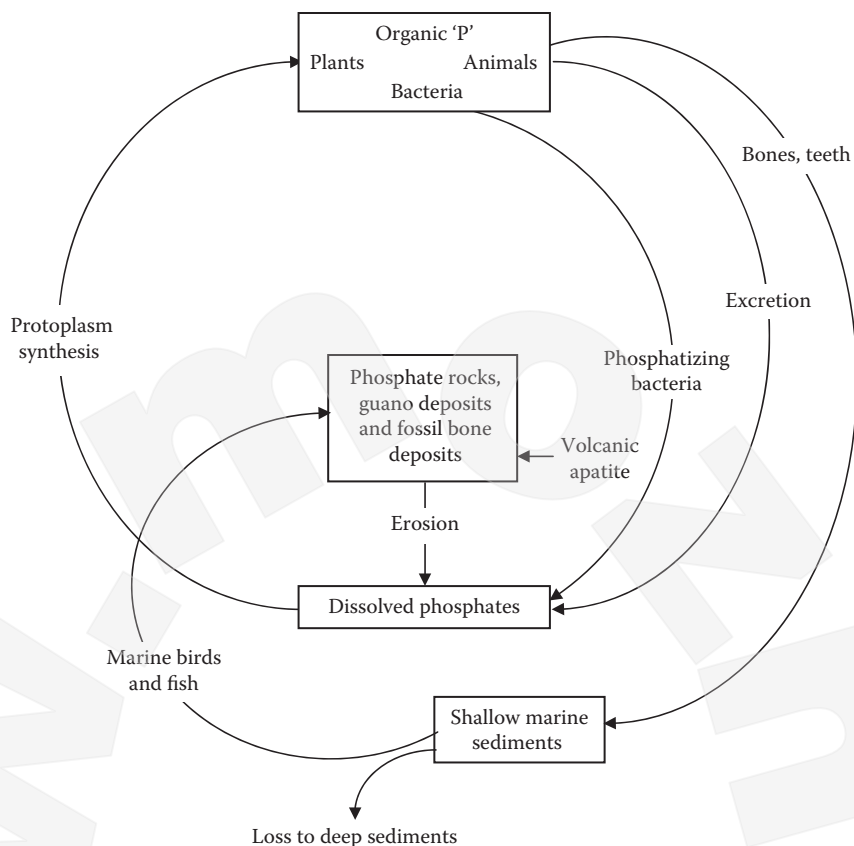 Organic ‘P’
Plants Animals
Bacteria
Bones, teeth
Excretion
Protoplasm
synthesis
Phosphatizing
bacteria
Phosphate rocks,
guano deposits
and fossil bone
deposits
Volcanic
apatite
Erosion
Dissolved phosphates
Marine birds
and fish
Shallow marine
sediments
Loss to deep sediments